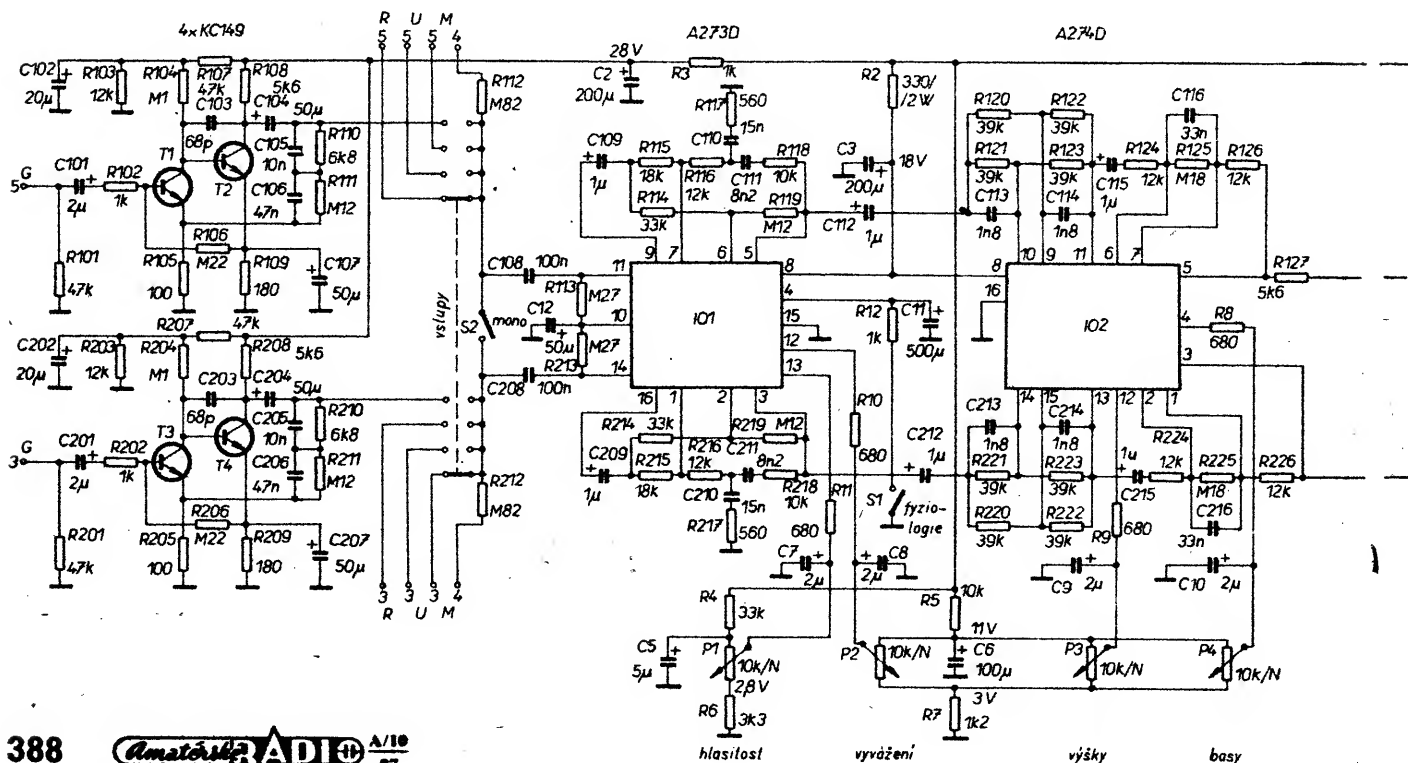 4xKC149
R U M
5 5 5 4
A273D
A274D
28V
C102
20µ
R103
12k
R104
M1
R107
47k
R108
5k6
C103
68p
C104
50µ
C105
10n
C106
47n
R110
6k8
R111
M12
T1
T2
5 G
C101
2µ
R102
1k
R106
M22
R101
47k
R105
100
R109
180
C107
50µ
R112
M82
C2
200µ
R3
1k
R117
560
15n
C110
C109
1µ
R115
18k
R116
12k
C111
8n2
R118
10k
R114
33k
R119
M12
R2
330/
/2W
C3
200µ
18V
C112
1µ
R120
39k
R122
39k
R121
39k
R123
39k
C113
1n8
C114
1n8
C115
1µ
R124
12k
C116
33n
R125
M18
R126
12k
R127
5k6
C108
100n
R113
M27
C12
50µ
M27
R213
C208
100n
S2
mono
vstupy
IO1
9 7 6 5
11
10
14
8
4
15
12
13
16 1 2 3
R12
1k
C11
500µ
IO2
10 9 11 6 7
8
16
5
4
3
14 15 13 12 2 1
R8
680
C202
20µ
R203
12k
R207
47k
R204
M1
R208
5k6
C203
68p
C204
50µ
C205
10n
C206
47n
R210
6k8
R211
M12
T3
T4
3 G
C201
2µ
R202
1k
R206
M22
R201
47k
R205
100
R209
180
C207
50µ
R212
M82
3 3 3 4
R U M
R214
33k
R219
M12
C209
1µ
R215
18k
R216
12k
C211
8n2
R218
10k
C210
15n
R217
560
R10
680
R11
680
C212
1µ
S1
fyzio-
logie
C213
1n8
C214
1n8
R221
39k
R223
39k
R220
39k
R222
39k
1u
C215
R224
12k
R225
M18
C216
33n
R226
12k
R9
680
C7
2µ
C8
2µ
C9
2µ
C10
2µ
R4
33k
R5
10k
11V
C5
5µ
P1
10k/N
2,8V
R6
3k3
P2
10k/N
C6
100µ
3V
R7
1k2
P3
10k/N
P4
10k/N
hlasitost
vyvážení
výšky
basy
388
Amatérské RADIO A/10